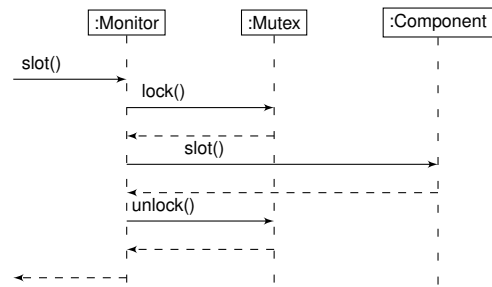 :Monitor :Mutex :Component
slot()
lock()
slot()
unlock()